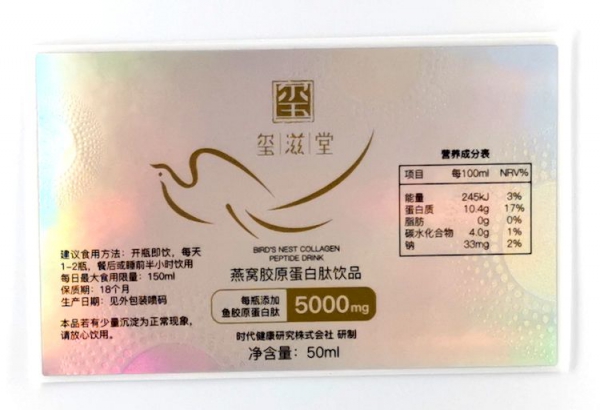 玺
玺滋堂
BIRD'S NEST COLLAGEN
PEPTIDE DRINK
燕窝胶原蛋白肽饮品
每瓶添加
鱼胶原蛋白肽
5000mg
时代健康研究株式会社 研制
净含量：50ml
建议食用方法：开瓶即饮，每天
1-2瓶，餐后或睡前半小时饮用
每日最大食用限量：150ml
保质期：18个月
生产日期：见外包装喷码
本品若有少量沉淀为正常现象，
请放心饮用。
营养成分表
项目 每100ml NRV%
能量 245kJ 3%
蛋白质 10.4g 17%
脂肪 0g 0%
碳水化合物 4.0g 1%
钠 33mg 2%